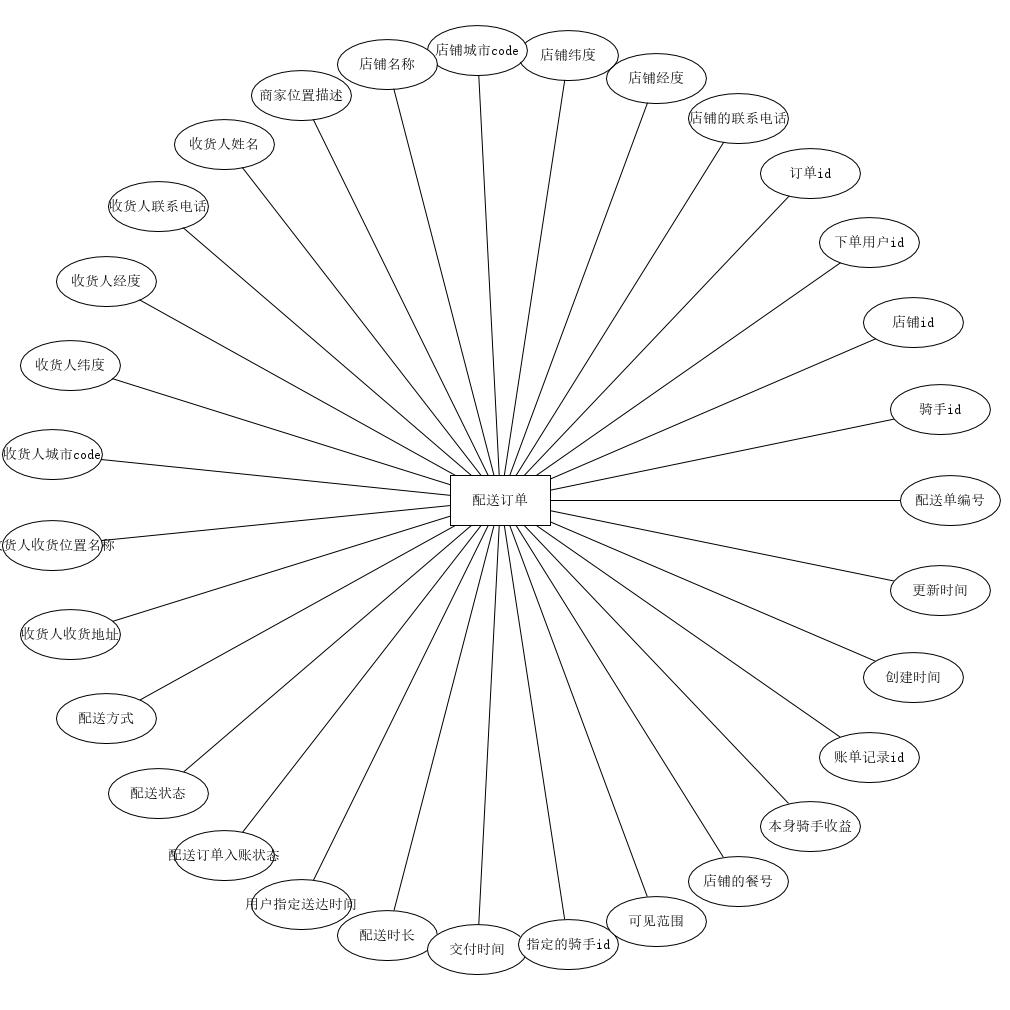 店铺城市code
店铺纬度
店铺名称
店铺经度
商家位置描述
店铺的联系电话
收货人姓名
订单id
收货人联系电话
下单用户id
收货人经度
店铺id
收货人纬度
骑手id
收货人城市code
配送订单
配送单编号
货人收货位置名称
更新时间
收货人收货地址
创建时间
配送方式
账单记录id
配送状态
本身骑手收益
配送订单入账状态
店铺的餐号
用户指定送达时间
可见范围
配送时长
指定的骑手id
交付时间